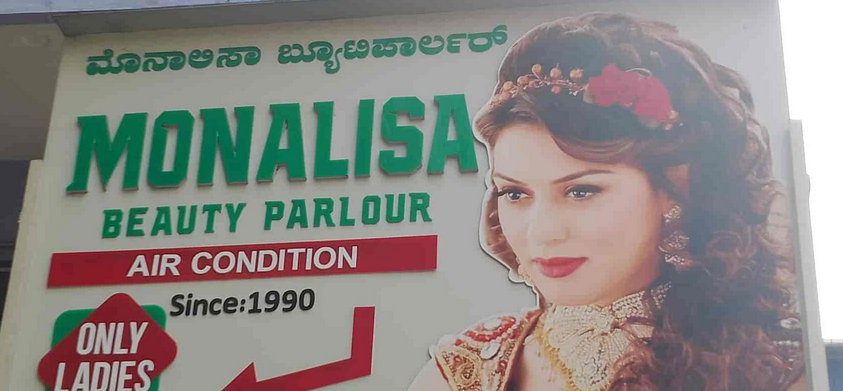 ಮೊನಾಲಿಸಾ ಬ್ಯೂಟಿಪಾರ್ಲರ್
MONALISA
BEAUTY PARLOUR
AIR CONDITION
Since:1990
ONLY
LADIES